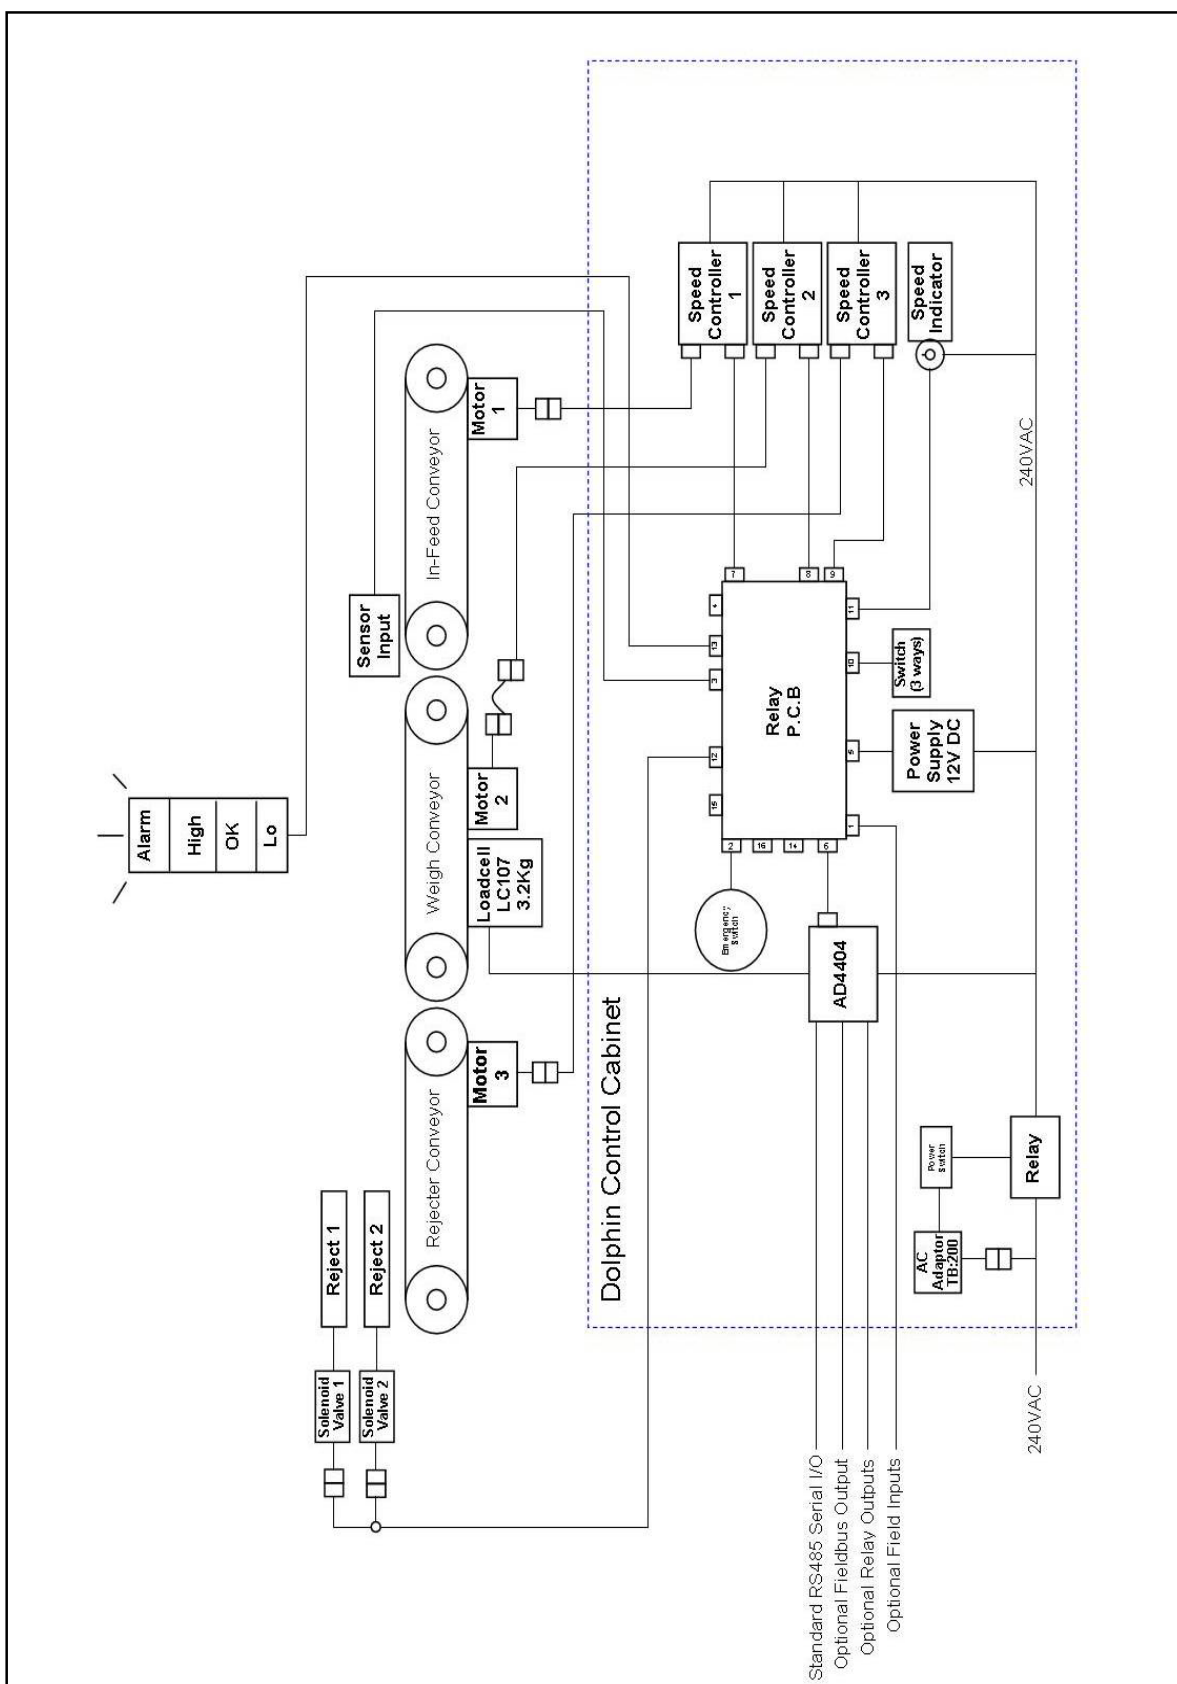 Alarm
High
OK
Lo
Reject 1
Reject 2
Solenoid
Valve 1
Solenoid
Valve 2
Sensor
Input
Rejecter Conveyor
Weigh Conveyor
In-Feed Conveyor
Motor
3
Loadcell
LC107
3.2Kg
Motor
2
Motor
1
Dolphin Control Cabinet
Speed
Controller
1
Speed
Controller
2
Speed
Controller
3
Speed
Indicator
Emergency
Switch
2
16
14
6
15
12
3
13
4
7
8
9
1
5
10
11
Relay
P.C.B
AD4404
Switch
(3 ways)
Power
Supply
12V DC
Power
Switch
AC
Adaptor
TB:200
Relay
240VAC
240VAC
Standard RS485 Serial I/O
Optional Fieldbus Output
Optional Relay Outputs
Optional Field Inputs